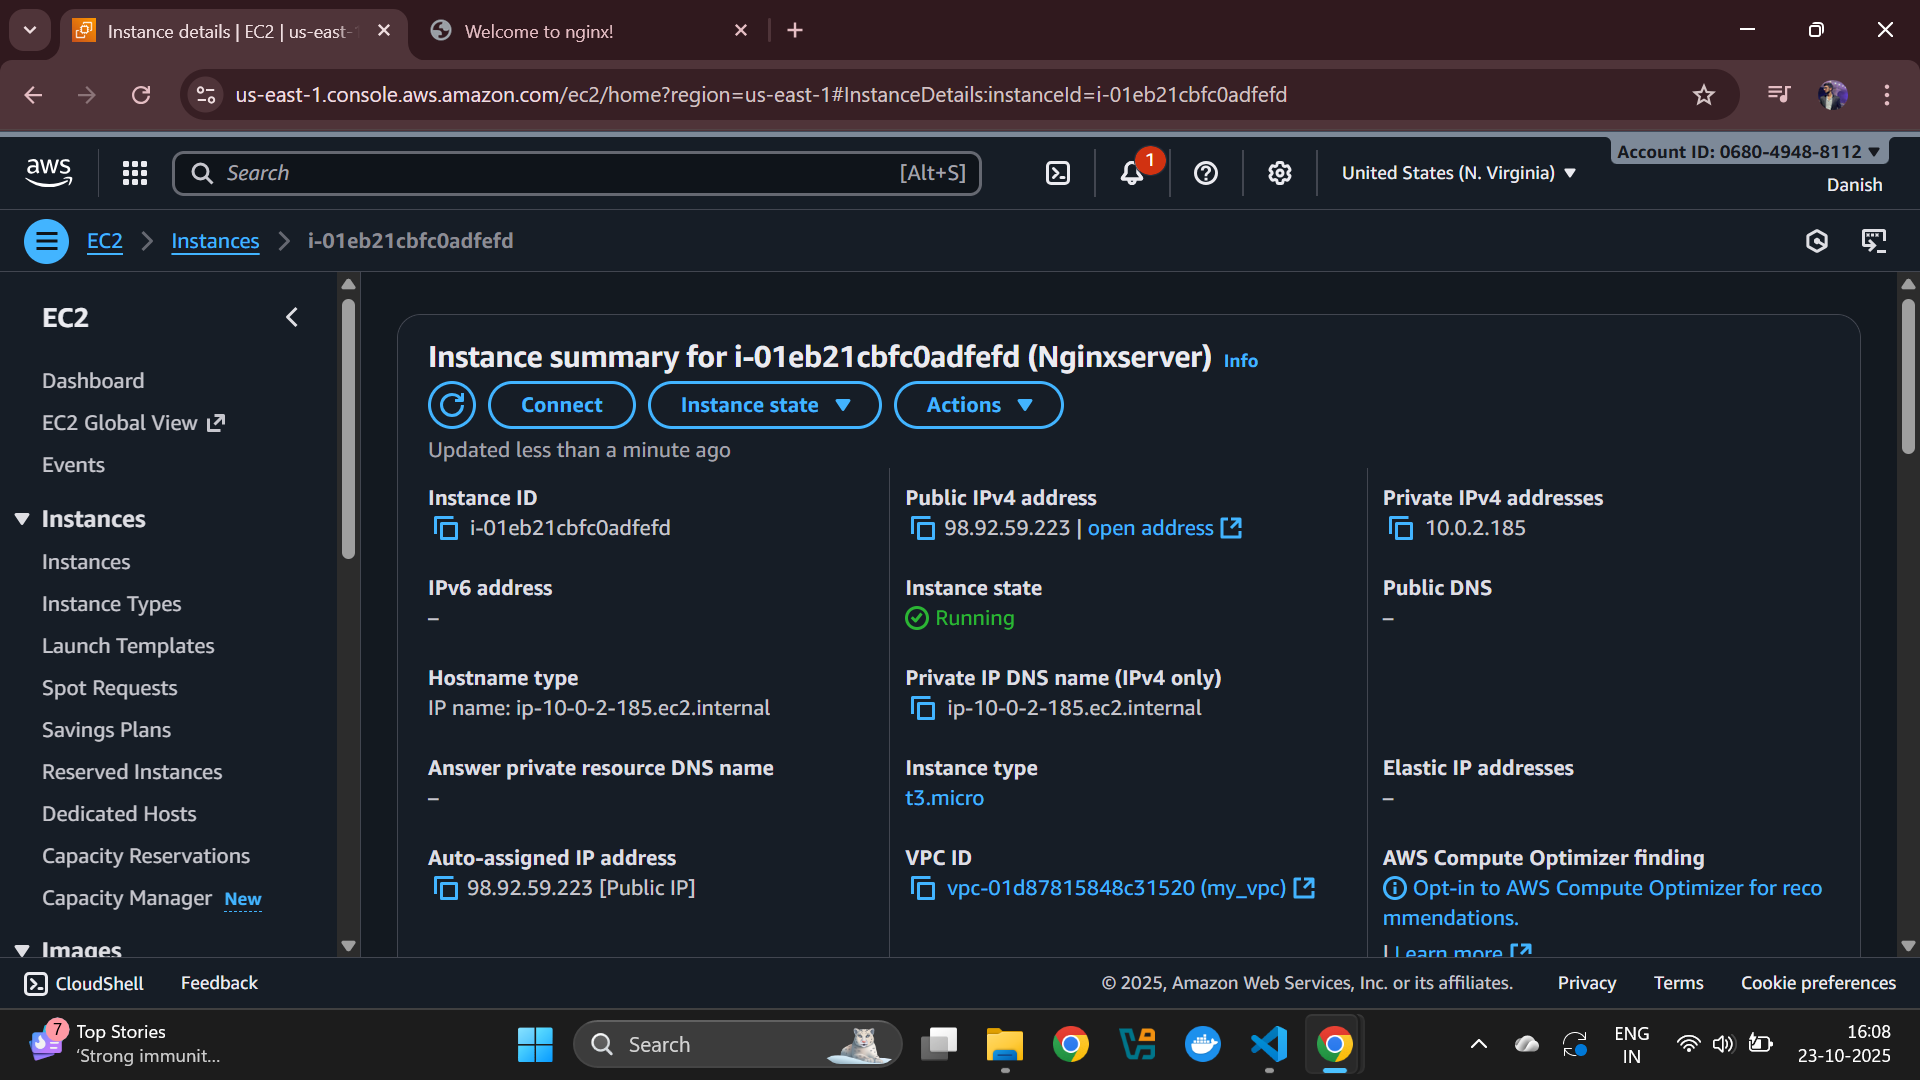 Instance details | EC2 | us-east-1
Welcome to nginx!
us-east-1.console.aws.amazon.com/ec2/home?region=us-east-1#InstanceDetails:instanceId=i-01eb21cbfc0adfefd
aws
Search
[Alt+S]
1
United States (N. Virginia)
Account ID: 0680-4948-8112
Danish
EC2
Instances
i-01eb21cbfc0adfefd
EC2
Dashboard
EC2 Global View
Events
Instances
Instances
Instance Types
Launch Templates
Spot Requests
Savings Plans
Reserved Instances
Dedicated Hosts
Capacity Reservations
Capacity Manager New
Images
Instance summary for i-01eb21cbfc0adfefd (Nginxserver) Info
Connect
Instance state
Actions
Updated less than a minute ago
Instance ID
i-01eb21cbfc0adfefd
Public IPv4 address
98.92.59.223 | open address
Private IPv4 addresses
10.0.2.185
IPv6 address
–
Instance state
Running
Public DNS
–
Hostname type
IP name: ip-10-0-2-185.ec2.internal
Private IP DNS name (IPv4 only)
ip-10-0-2-185.ec2.internal
Answer private resource DNS name
–
Instance type
t3.micro
Elastic IP addresses
–
Auto-assigned IP address
98.92.59.223 [Public IP]
VPC ID
vpc-01d87815848c31520 (my_vpc)
AWS Compute Optimizer finding
Opt-in to AWS Compute Optimizer for reco
mmendations.
| Learn more
CloudShell
Feedback
© 2025, Amazon Web Services, Inc. or its affiliates.
Privacy
Terms
Cookie preferences
7
Top Stories
‘Strong immunit...
Search
ENG
IN
16:08
23-10-2025